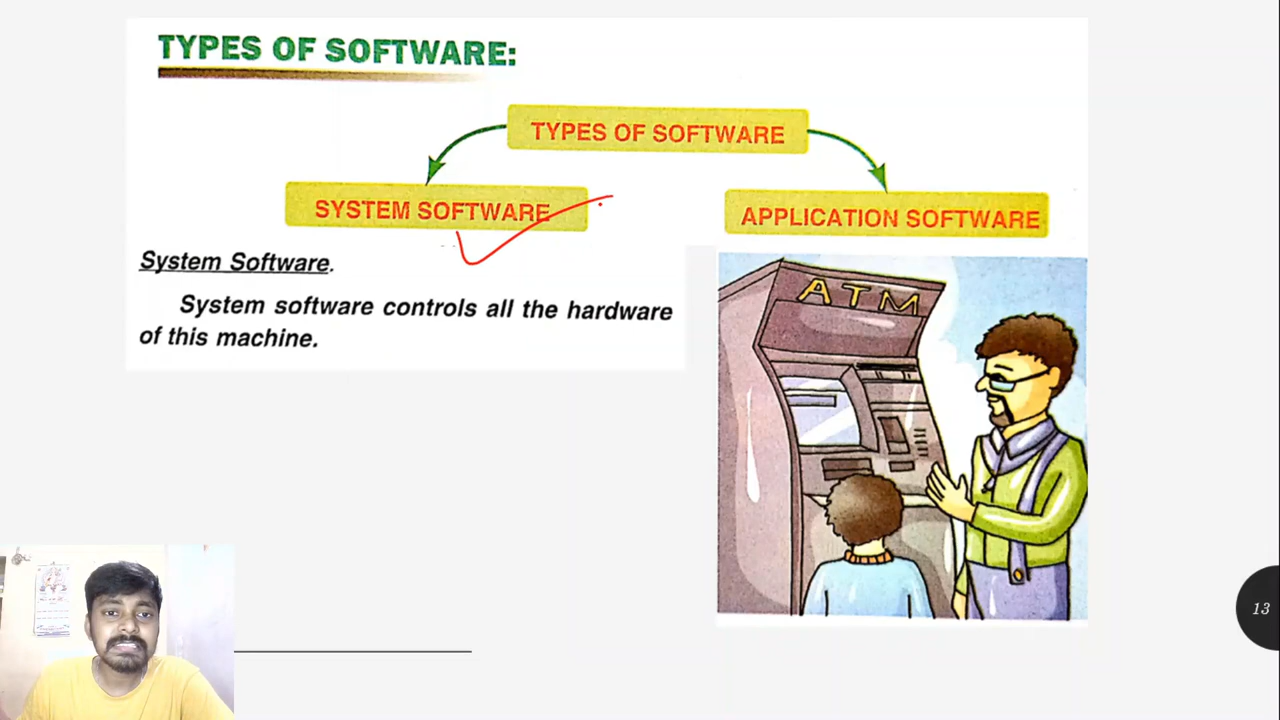 TYPES OF SOFTWARE:
TYPES OF SOFTWARE
SYSTEM SOFTWARE
APPLICATION SOFTWARE
System Software.
System software controls all the hardware
of this machine.
ATM
13